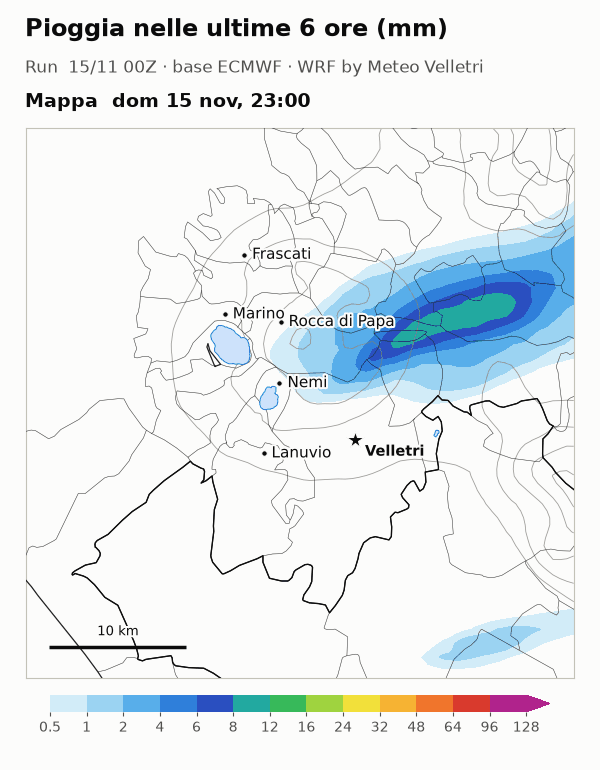 Pioggia nelle ultime 6 ore (mm)
Run  15/11 00Z · base ECMWF · WRF by Meteo Velletri
Mappa  dom 15 nov, 23:00
Frascati
Marino
Rocca di Papa
Nemi
Velletri
Lanuvio
10 km
0.5 1 2 4 6 8 12 16 24 32 48 64 96 128